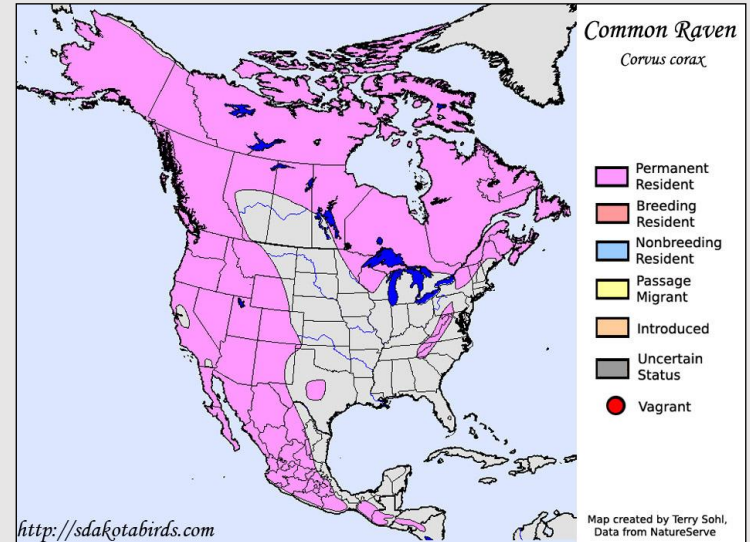 Common Raven
Corvus corax
Permanent
Resident
Breeding
Resident
Nonbreeding
Resident
Passage
Migrant
Introduced
Uncertain
Status
Vagrant
http://sdakotabirds.com
Map created by Terry Sohl,
Data from NatureServe